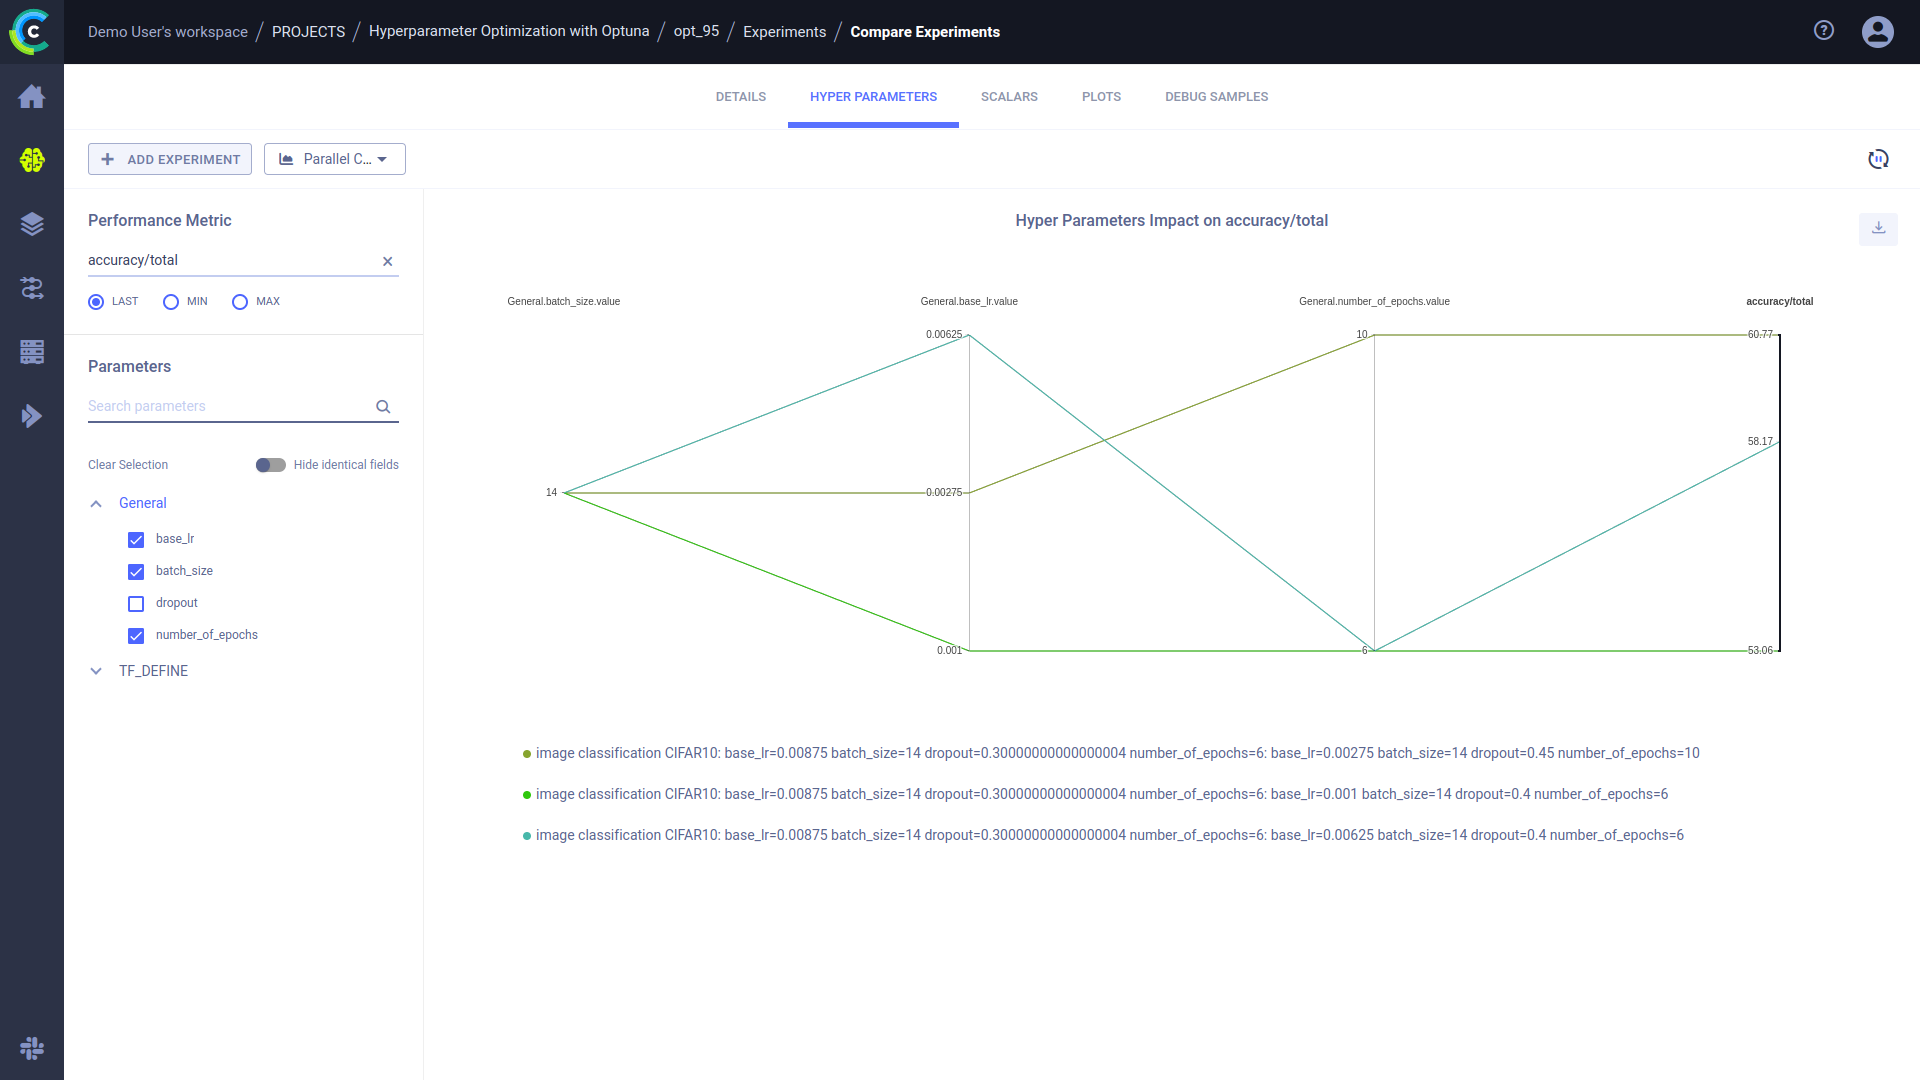 Demo User's workspace / PROJECTS / Hyperparameter Optimization with Optuna / opt_95 / Experiments / Compare Experiments
DETAILS HYPER PARAMETERS SCALARS PLOTS DEBUG SAMPLES
ADD EXPERIMENT Parallel C...
Performance Metric
accuracy/total
LAST MIN MAX
Parameters
Search parameters
Clear Selection Hide identical fields
General
base_lr
batch_size
dropout
number_of_epochs
TF_DEFINE
Hyper Parameters Impact on accuracy/total
General.batch_size.value General.base_lr.value General.number_of_epochs.value accuracy/total
0.00625 10 60.77
58.17
14 0.00275
0.001 6 53.06
image classification CIFAR10: base_lr=0.00875 batch_size=14 dropout=0.30000000000000004 number_of_epochs=6: base_lr=0.00275 batch_size=14 dropout=0.45 number_of_epochs=10
image classification CIFAR10: base_lr=0.00875 batch_size=14 dropout=0.30000000000000004 number_of_epochs=6: base_lr=0.001 batch_size=14 dropout=0.4 number_of_epochs=6
image classification CIFAR10: base_lr=0.00875 batch_size=14 dropout=0.30000000000000004 number_of_epochs=6: base_lr=0.00625 batch_size=14 dropout=0.4 number_of_epochs=6